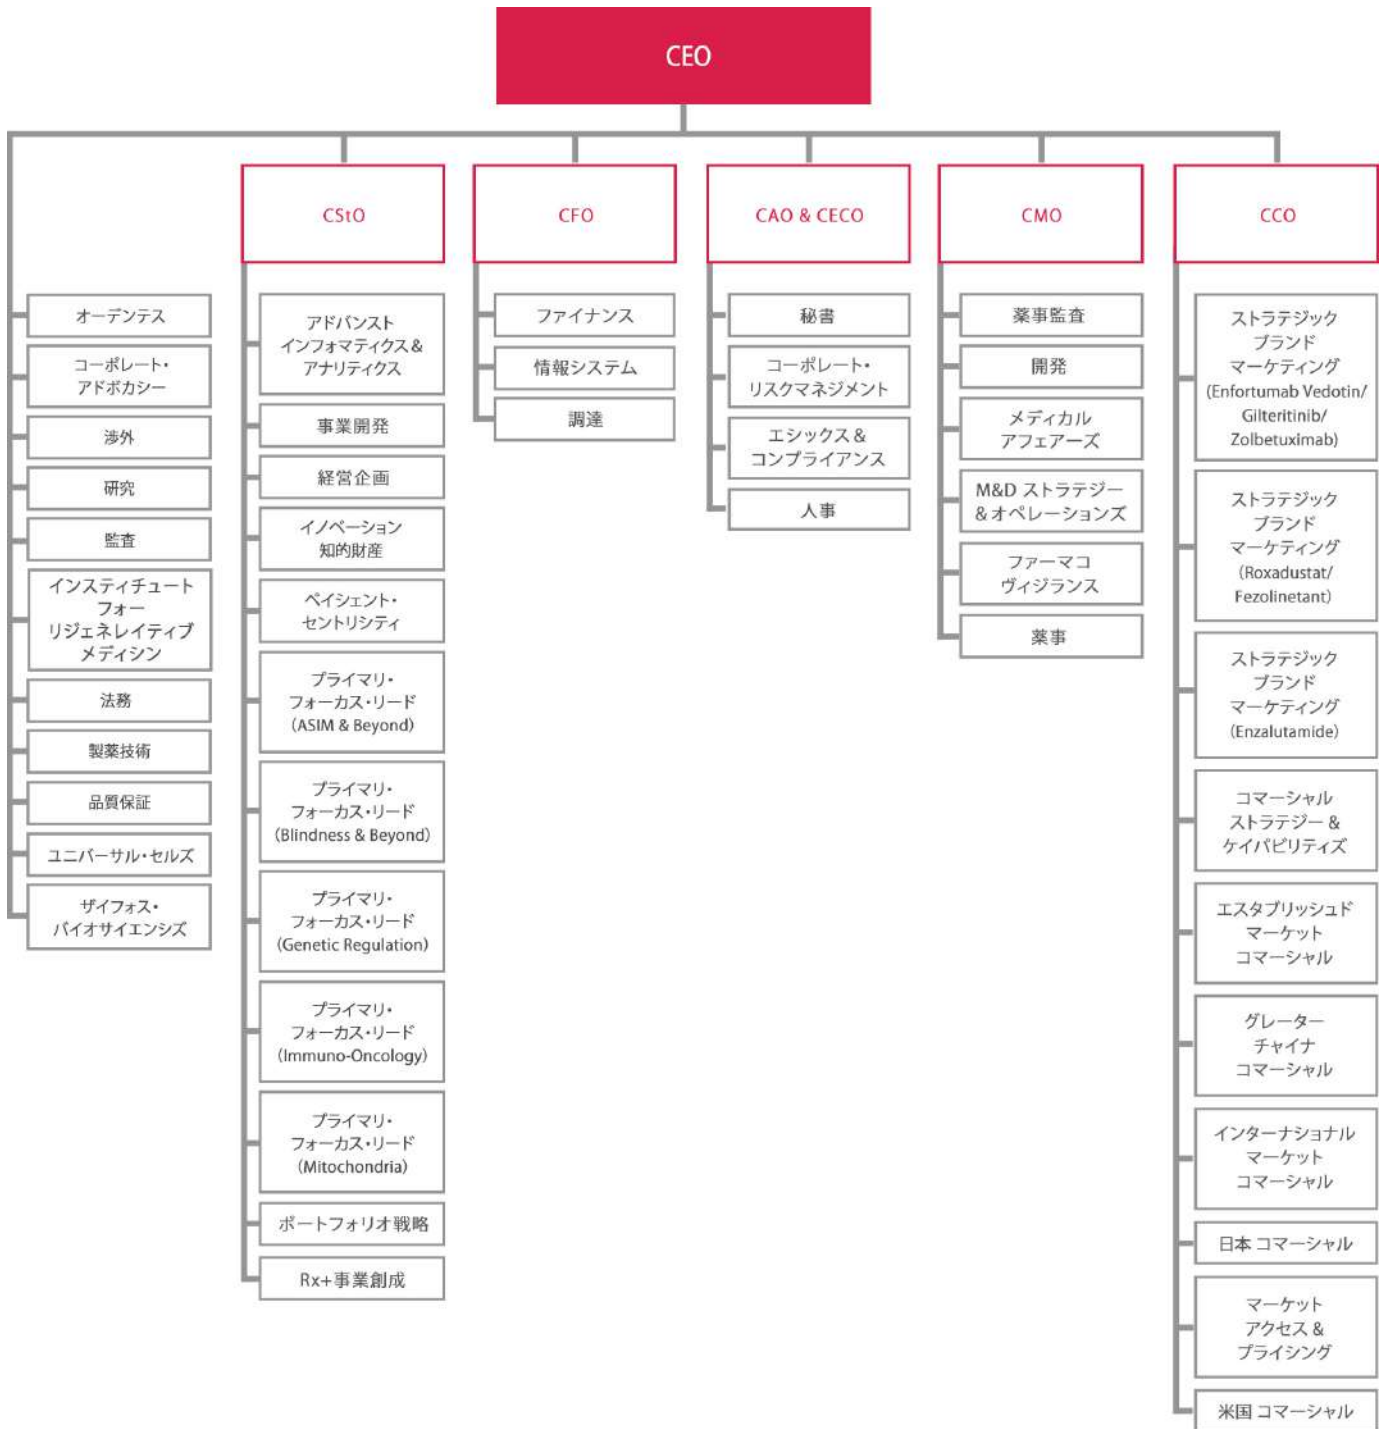 CEO
CStO
CFO
CAO & CECO
CMO
CCO
オーデンテス
コーポレート・
アドボカシー
渉外
研究
監査
インスティチュート
フォー
リジェネレイティブ
メディシン
法務
製薬技術
品質保証
ユニバーサル・セルズ
ザイフォス・
バイオサイエンシズ
アドバンスト
インフォマティクス &
アナリティクス
事業開発
経営企画
イノベーション
知的財産
ペイシェント・
セントリシティ
プライマリ・
フォーカス・リード
(ASIM & Beyond)
プライマリ・
フォーカス・リード
(Blindness & Beyond)
プライマリ・
フォーカス・リード
(Genetic Regulation)
プライマリ・
フォーカス・リード
(Immuno-Oncology)
プライマリ・
フォーカス・リード
(Mitochondria)
ポートフォリオ戦略
Rx+事業創成
ファイナンス
情報システム
調達
秘書
コーポレート・
リスクマネジメント
エシックス &
コンプライアンス
人事
薬事監査
開発
メディカル
アフェアーズ
M&D ストラテジー
& オペレーションズ
ファーマコ
ヴィジランス
薬事
ストラテジック
ブランド
マーケティング
(Enfortumab Vedotin/
Gilteritinib/
Zolbetuximab)
ストラテジック
ブランド
マーケティング
(Roxadustat/
Fezolinetant)
ストラテジック
ブランド
マーケティング
(Enzalutamide)
コマーシャル
ストラテジー &
ケイパビリティズ
エスタブリッシュド
マーケット
コマーシャル
グレーター
チャイナ
コマーシャル
インターナショナル
マーケット
コマーシャル
日本 コマーシャル
マーケット
アクセス &
プライシング
米国 コマーシャル